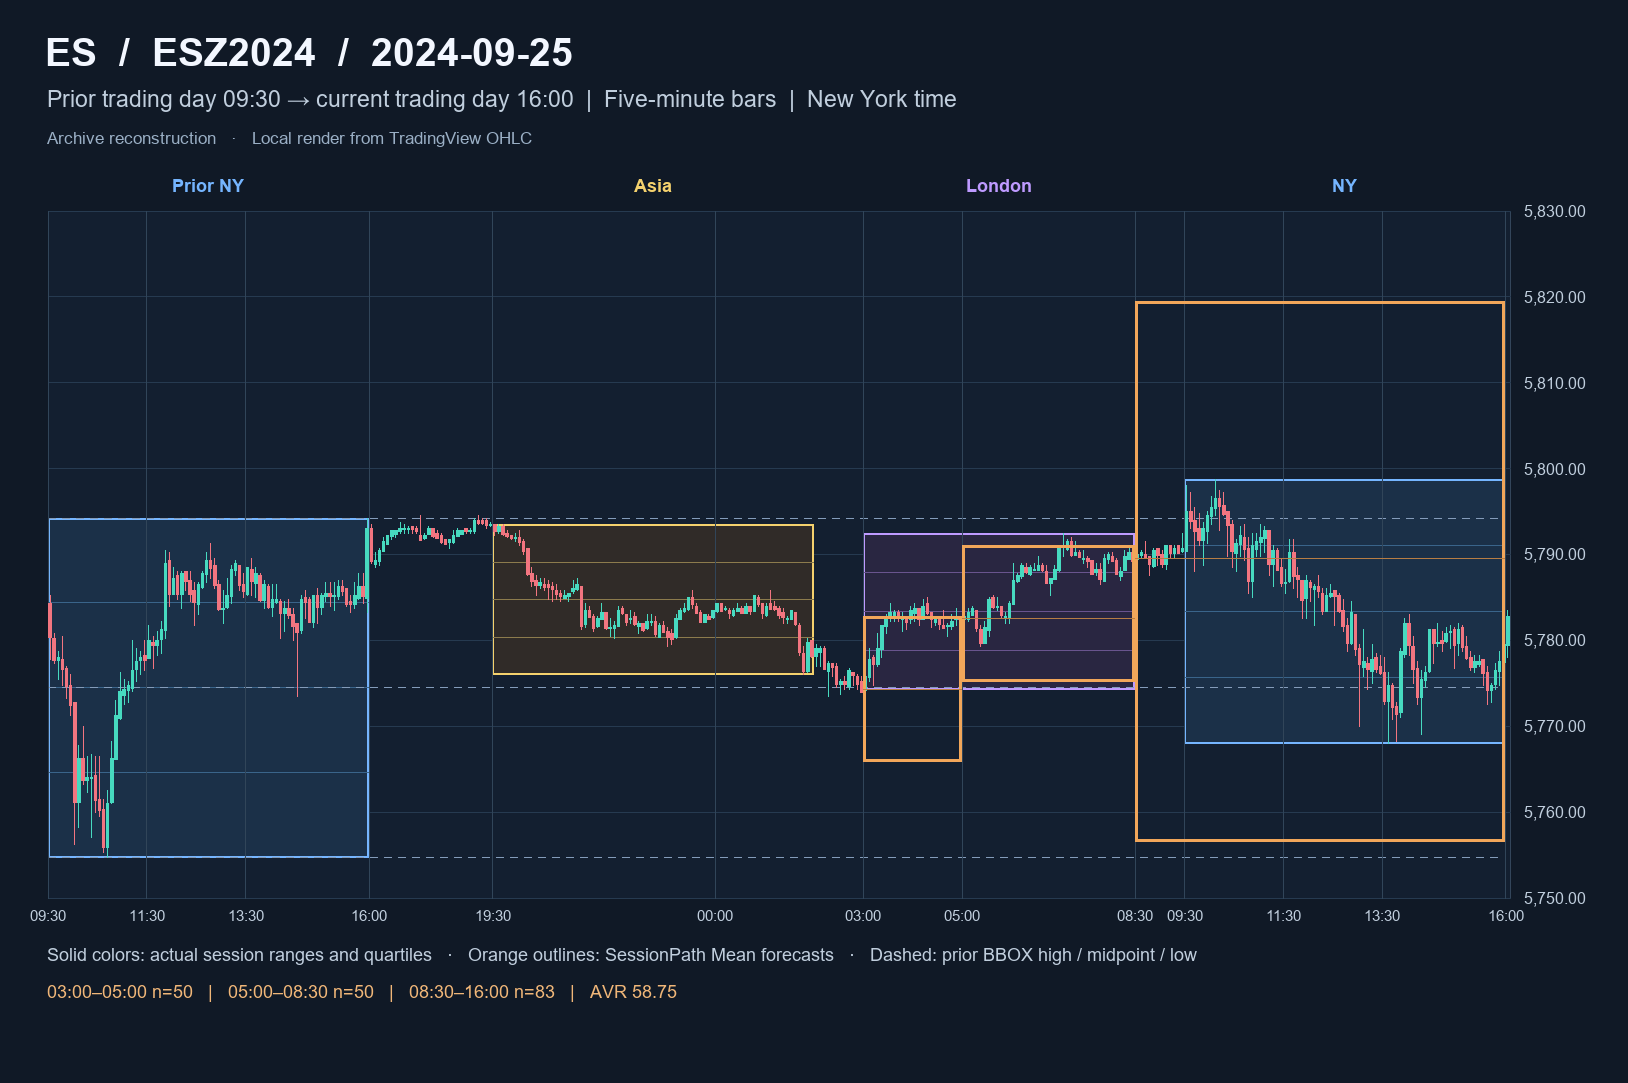 ES / ESZ2024 / 2024-09-25
Prior trading day 09:30 → current trading day 16:00 | Five-minute bars | New York time
Archive reconstruction · Local render from TradingView OHLC
Prior NY Asia London NY
5,830.00
5,820.00
5,810.00
5,800.00
5,790.00
5,780.00
5,770.00
5,760.00
5,750.00
09:30 11:30 13:30 16:00 19:30 00:00 03:00 05:00 08:30 09:30 11:30 13:30 16:00
Solid colors: actual session ranges and quartiles · Orange outlines: SessionPath Mean forecasts · Dashed: prior BBOX high / midpoint / low
03:00–05:00 n=50 | 05:00–08:30 n=50 | 08:30–16:00 n=83 | AVR 58.75